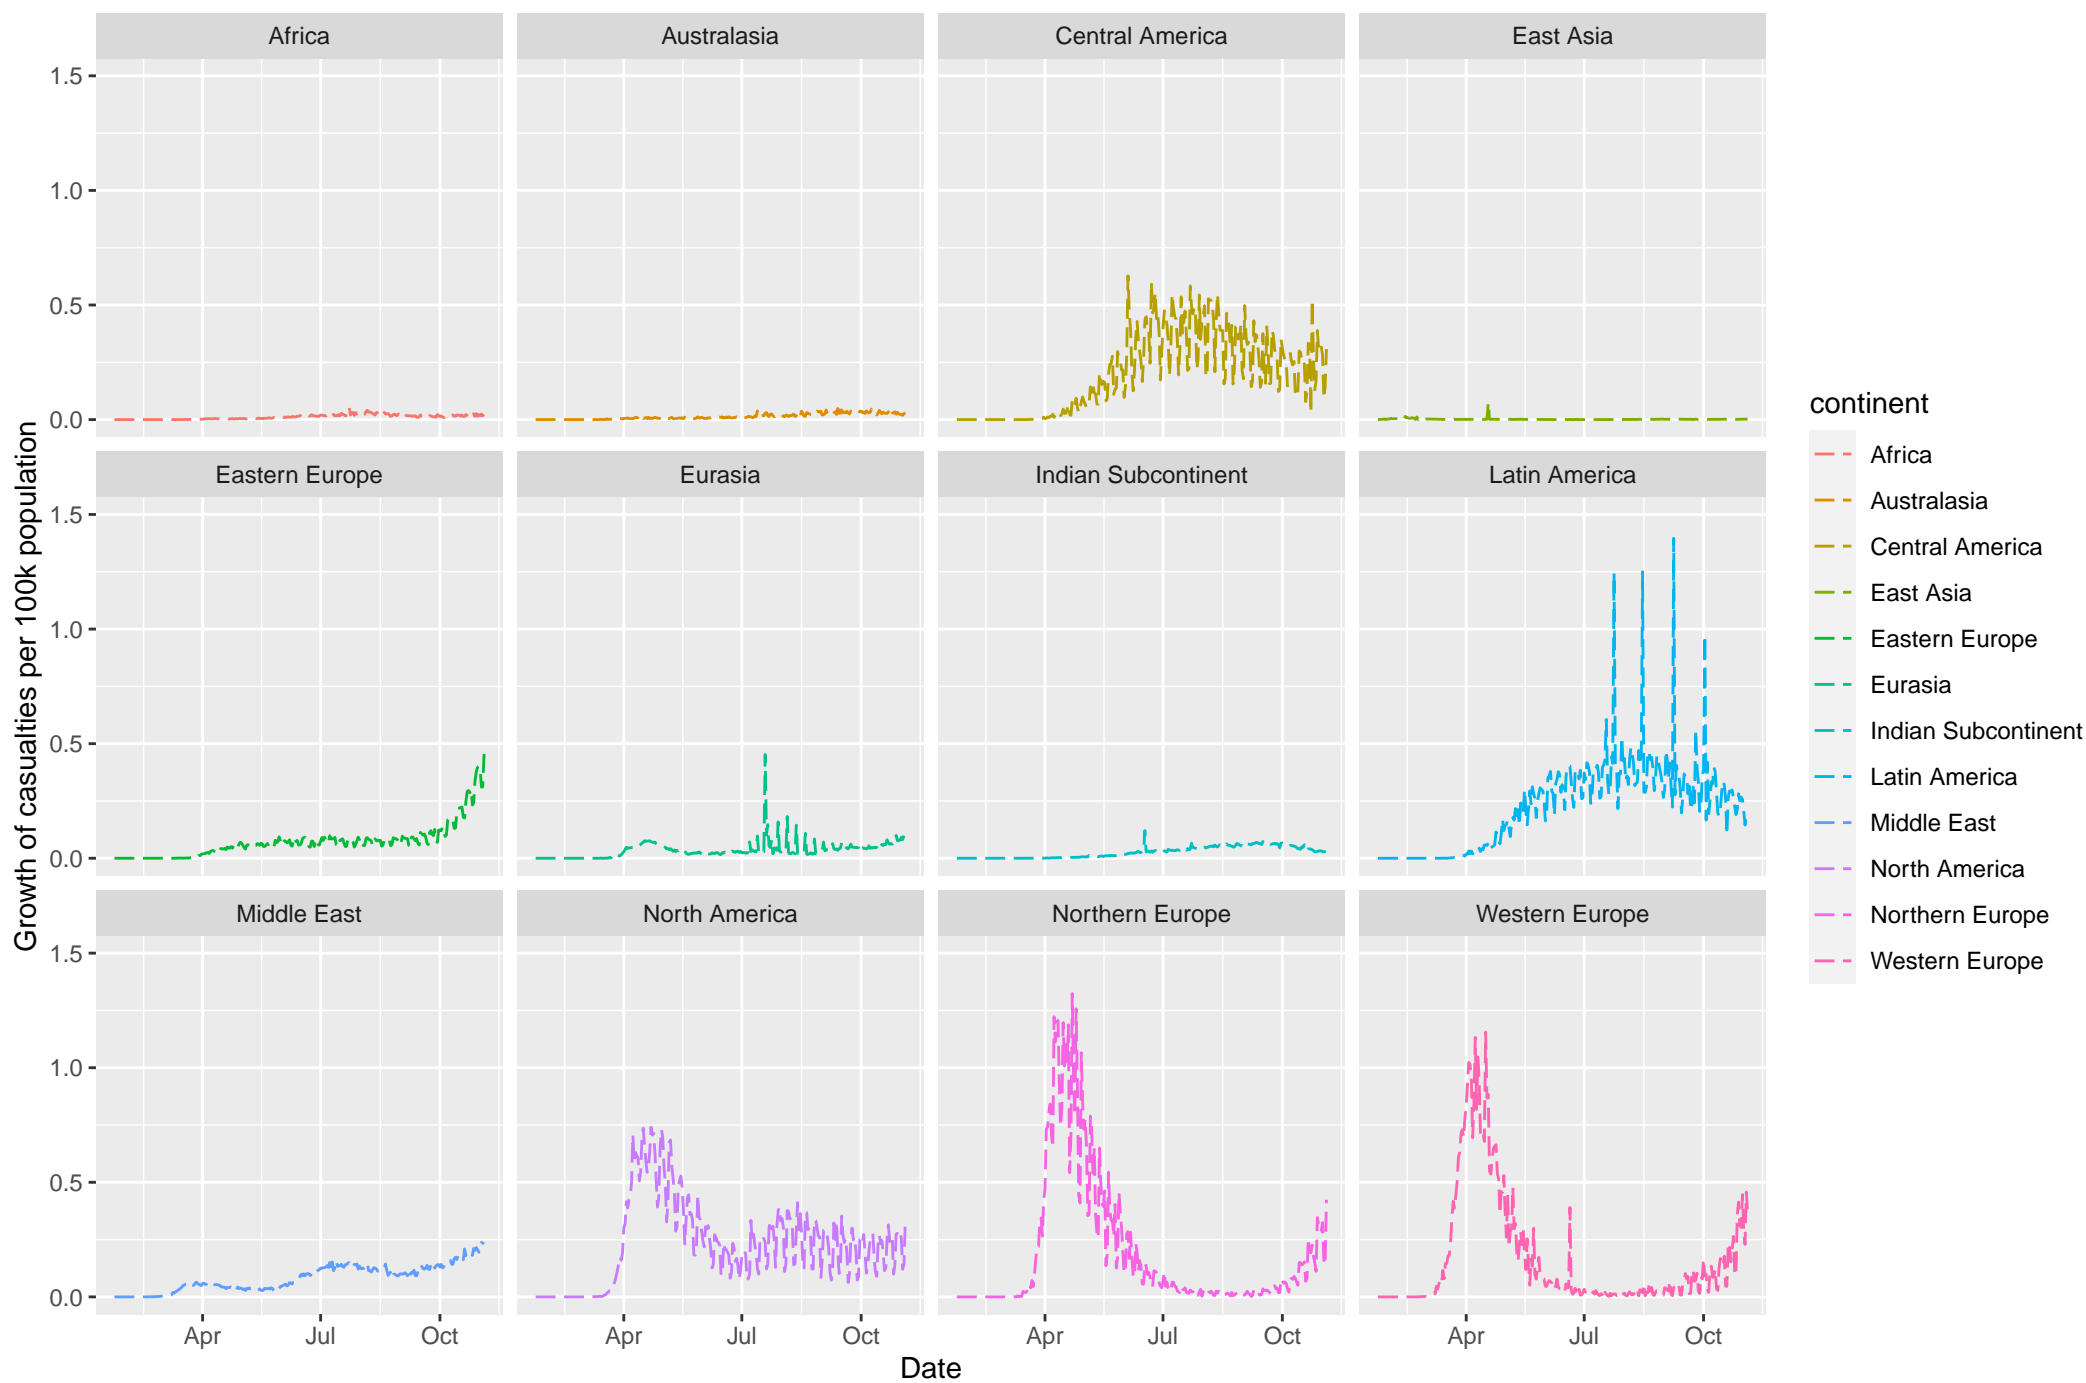 Africa
Australasia
Central America
East Asia
1.5
1.0
0.5
0.0
Eastern Europe
Eurasia
Indian Subcontinent
Latin America
1.5
1.0
0.5
0.0
Middle East
North America
Northern Europe
Western Europe
1.5
1.0
0.5
0.0
Apr
Jul
Oct
Apr
Jul
Oct
Apr
Jul
Oct
Apr
Jul
Oct
Date
Growth of casualties per 100k population
continent
Africa
Australasia
Central America
East Asia
Eastern Europe
Eurasia
Indian Subcontinent
Latin America
Middle East
North America
Northern Europe
Western Europe